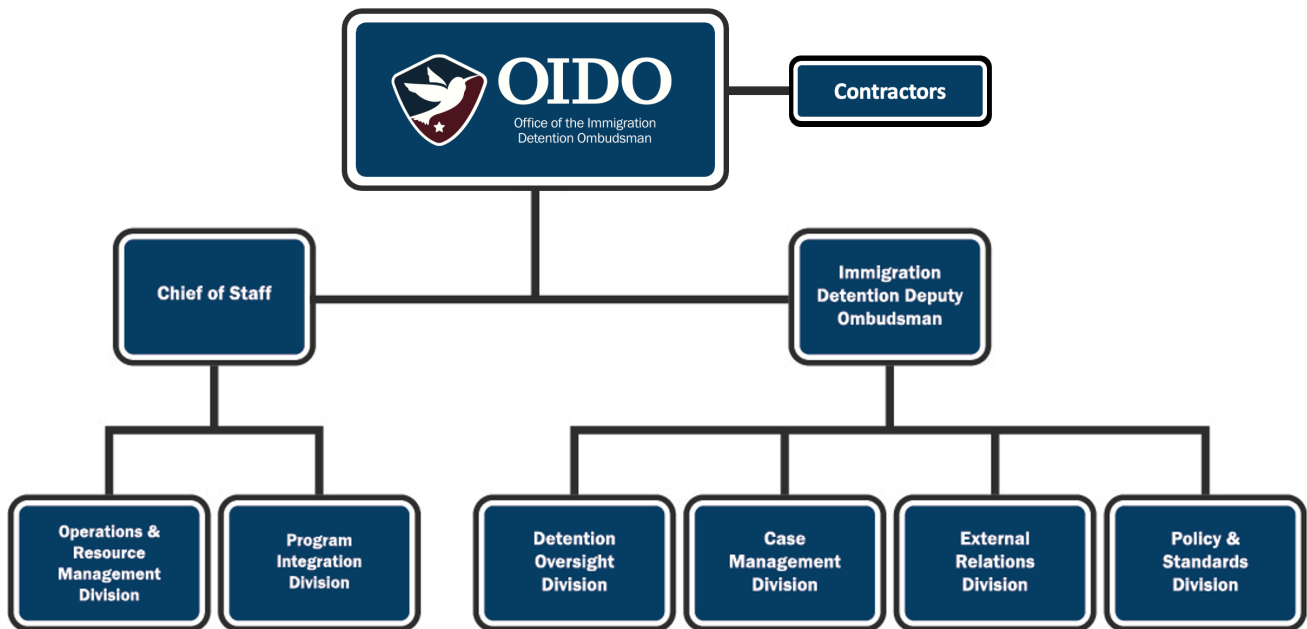 OIDO
Office of the Immigration
Detention Ombudsman
Contractors
Chief of Staff
Immigration
Detention Deputy
Ombudsman
Operations &
Resource
Management
Division
Program
Integration
Division
Detention
Oversight
Division
Case
Management
Division
External
Relations
Division
Policy &
Standards
Division